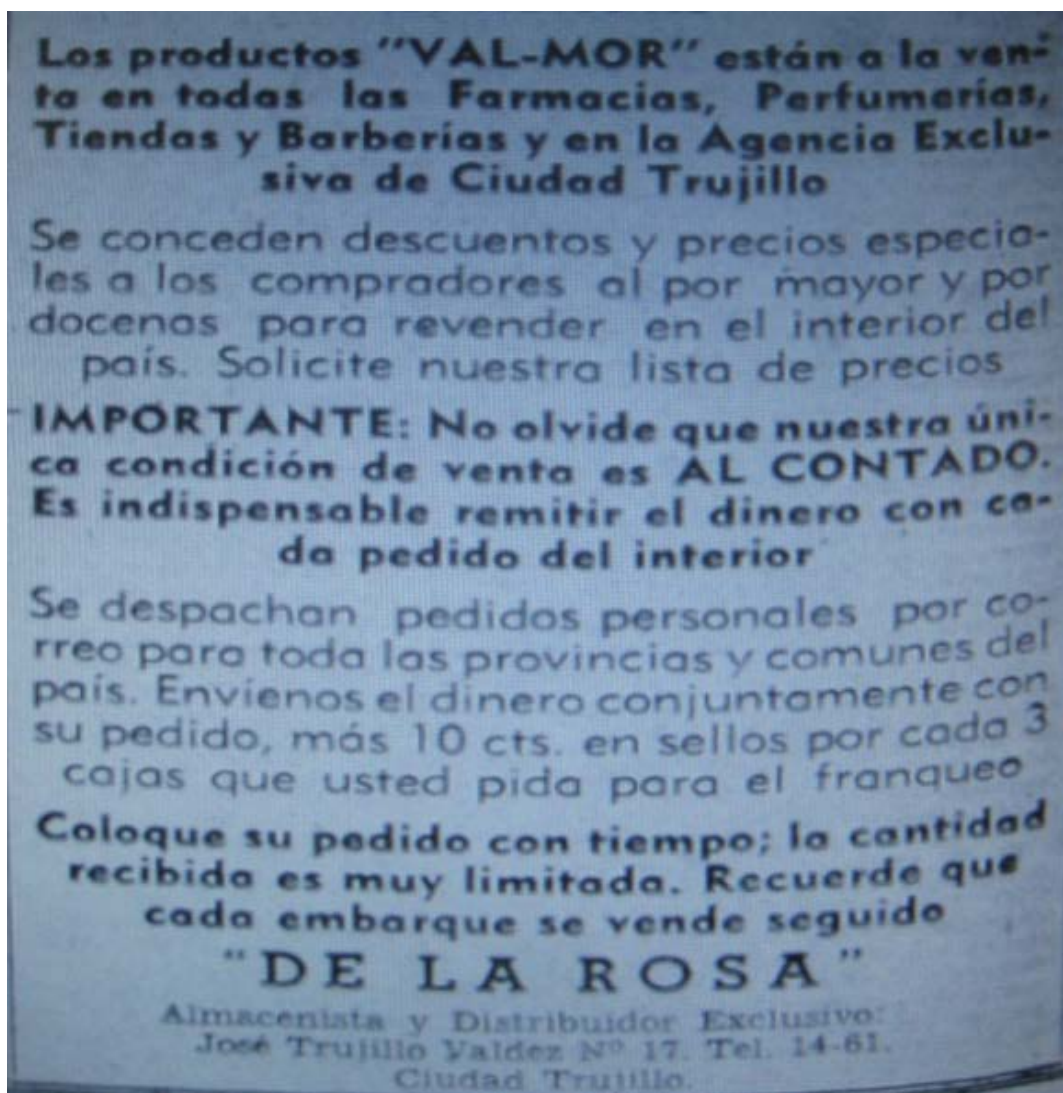 Los productos "VAL-MOR" están a la ven-
ta en todas las Farmacias, Perfumerías,
Tiendas y Barberías y en la Agencia Exclu-
siva de Ciudad Trujillo
Se conceden descuentos y precios especia-
les a los compradores al por mayor y por
docenas para revender en el interior del
país. Solicite nuestra lista de precios
IMPORTANTE: No olvide que nuestra úni-
ca condición de venta es AL CONTADO.
Es indispensable remitir el dinero con ca-
da pedido del interior
Se despachan pedidos personales por co-
rreo para toda las provincias y comunes del
país. Envíenos el dinero conjuntamente con
su pedido, más 10 cts. en sellos por cada 3
cajas que usted pida para el franqueo
Coloque su pedido con tiempo; la cantidad
recibida es muy limitada. Recuerde que
cada embarque se vende seguido
"DE LA ROSA"
Almacenista y Distribuidor Exclusivo:
José Trujillo Valdez Nº 17. Tel. 14-61.
Ciudad Trujillo.